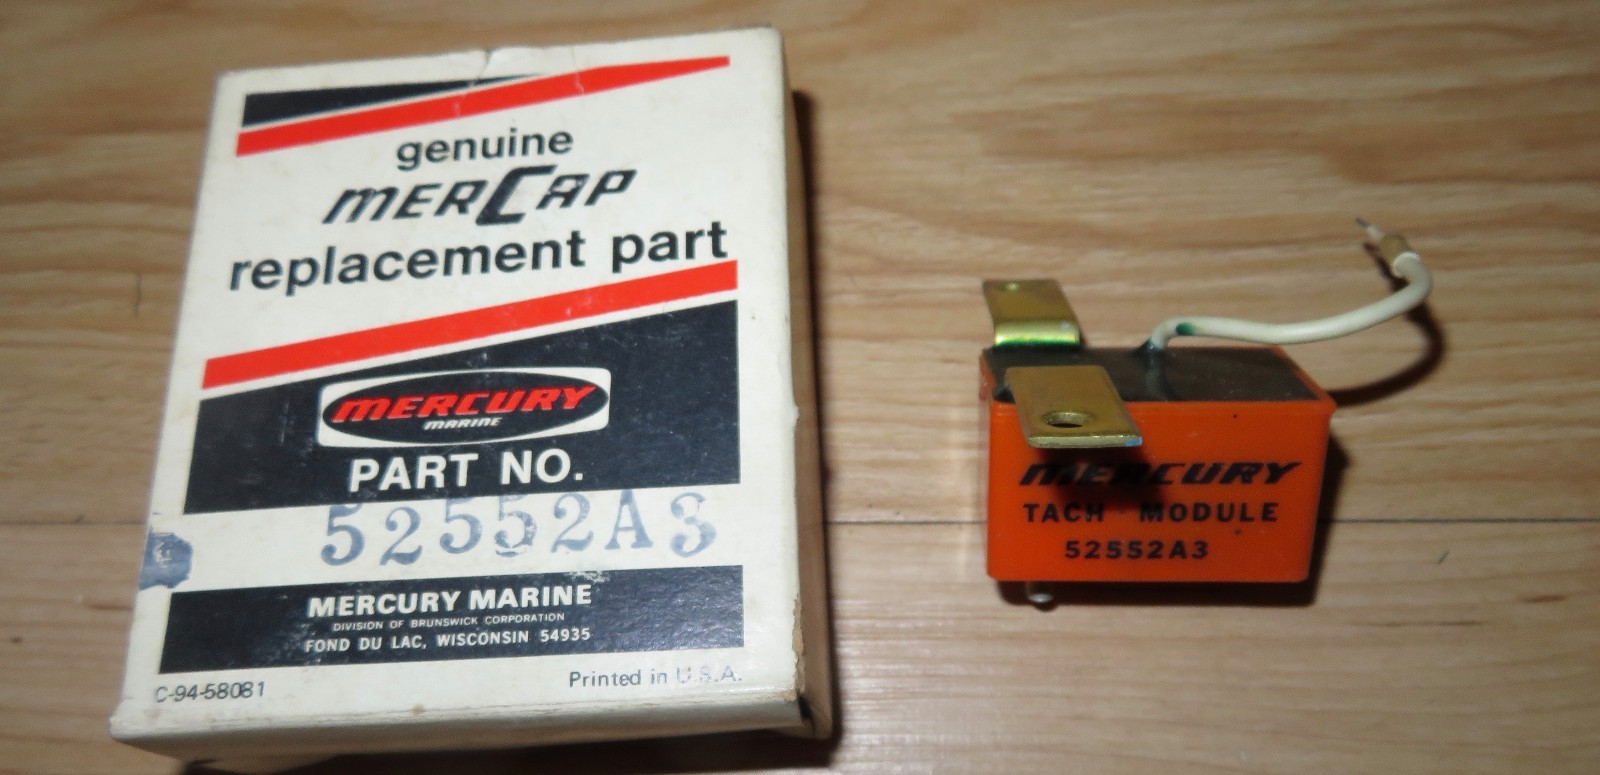 genuine
MERCAP
replacement part
MERCURY
MARINE
PART NO.
52552A3
MERCURY MARINE
DIVISION OF BRUNSWICK CORPORATION
FOND DU LAC, WISCONSIN 54935
C-94-58081
Printed in U.S.A.
MERCURY
TACH MODULE
52552A3